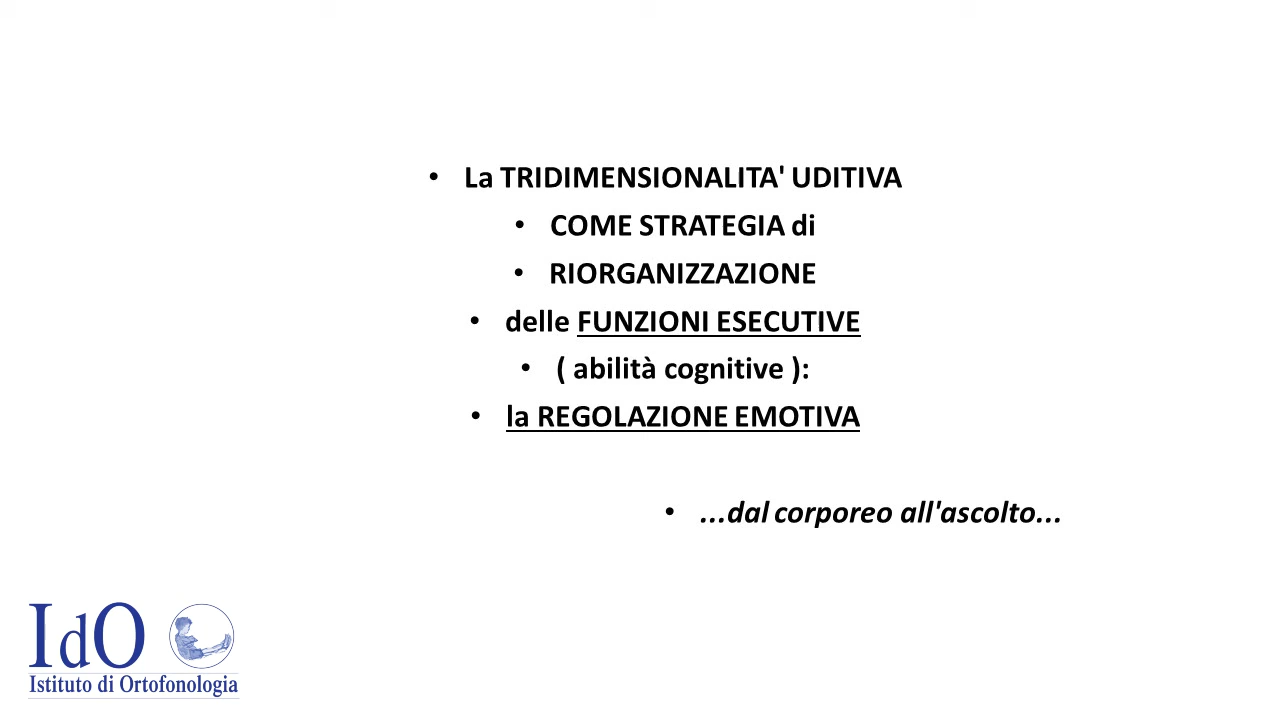 • La TRIDIMENSIONALITA' UDITIVA
• COME STRATEGIA di
• RIORGANIZZAZIONE
• delle FUNZIONI ESECUTIVE
• ( abilità cognitive ):
• la REGOLAZIONE EMOTIVA
• ...dal corporeo all'ascolto...
IdO
Istituto di Ortofonologia